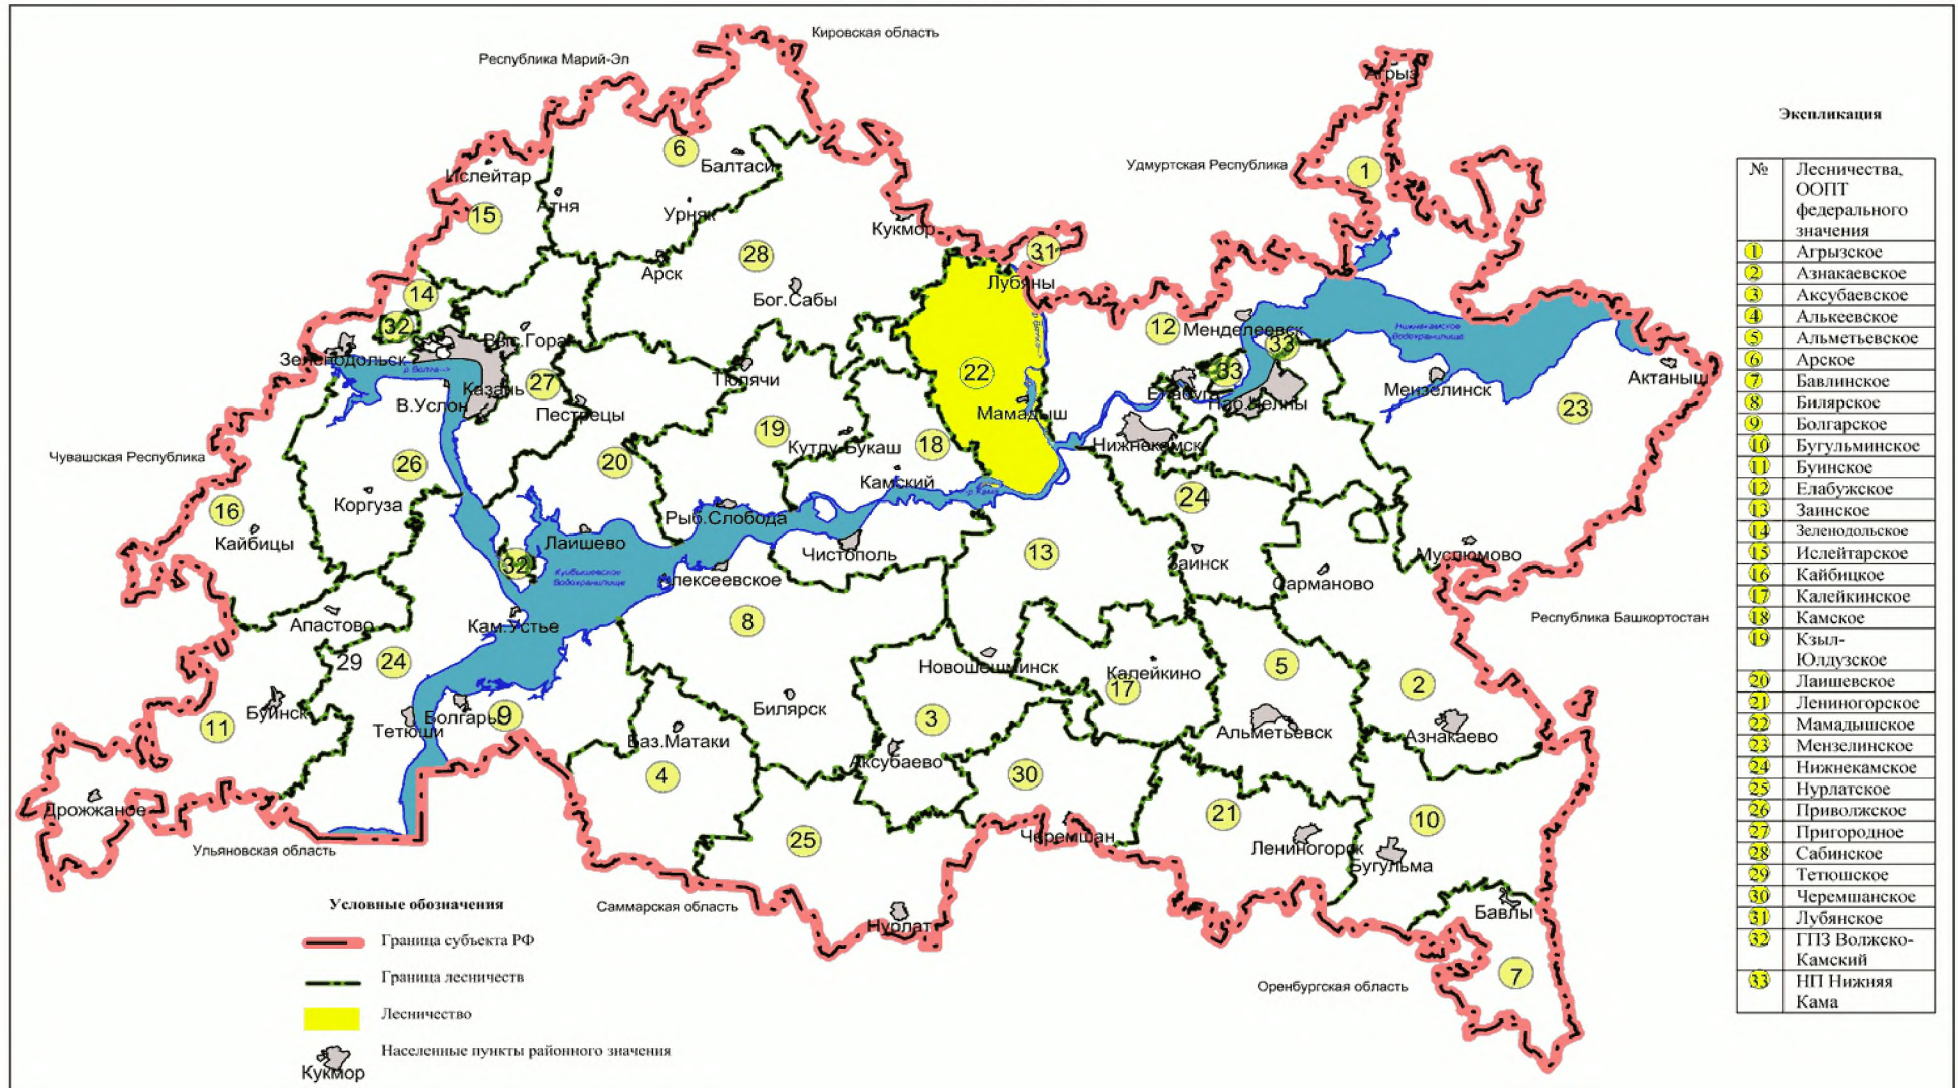 Кировская область
Республика Марий-Эл
Агрыз
Экспликация
Удмуртская Республика
1
6
Балтаси
Ислейтар
Атня
15
Урняк
Кукмор
28
31
Арск
Лубяны
14
Бог.Сабы
32
12
Менделеевск
Нижнекамское
водохранилище
Зеленодольск
Выс.Гора
р.Волга-->
33
33
27
Тюлячи
22
Елабуга
Наб.Челны
Мензелинск
Актаныш
23
Казань
В.Услон
Пестрецы
Мамадыш
19
Кутлу-Букаш
18
Нижнекамск
Чувашская Республика
26
20
Камский
р. Кама
Коргуза
24
16
Рыб.Слобода
Кайбицы
Лаишево
Чистополь
13
Муслюмово
32
Куйбышевское
водохранилище
Алексеевское
Заинск
Сарманово
Апастово
Кам.Устье
8
Республика Башкортостан
29
24
Новошешминск
Калейкино
5
17
2
Буинск
11
Тетюши
Болгары
9
Билярск
3
Альметьевск
Азнакаево
Баз.Матаки
4
Аксубаево
30
Дрожжаное
21
10
Ульяновская область
25
Черемшан
Лениногорск
Бугульма
Саммарская область
Нурлат
Бавлы
7
Оренбургская область
Условные обозначения
Граница субъекта РФ
Граница лесничеств
Лесничество
Населенные пункты районного значения
Кукмор
№ Лесничества,
ООПТ
федерального
значения
1 Агрызское
2 Азнакаевское
3 Аксубаевское
4 Алькеевское
5 Альметьевское
6 Арское
7 Бавлинское
8 Билярское
9 Болгарское
10 Бугульминское
11 Буинское
12 Елабужское
13 Заинское
14 Зеленодольское
15 Ислейтарское
16 Кайбицкое
17 Калейкинское
18 Камское
19 Кзыл-
Юлдузское
20 Лаишевское
21 Лениногорское
22 Мамадышское
23 Мензелинское
24 Нижнекамское
25 Нурлатское
26 Приволжское
27 Пригородное
28 Сабинское
29 Тетюшское
30 Черемшанское
31 Лубянское
32 ГПЗ Волжско-
Камский
33 НП Нижняя
Кама